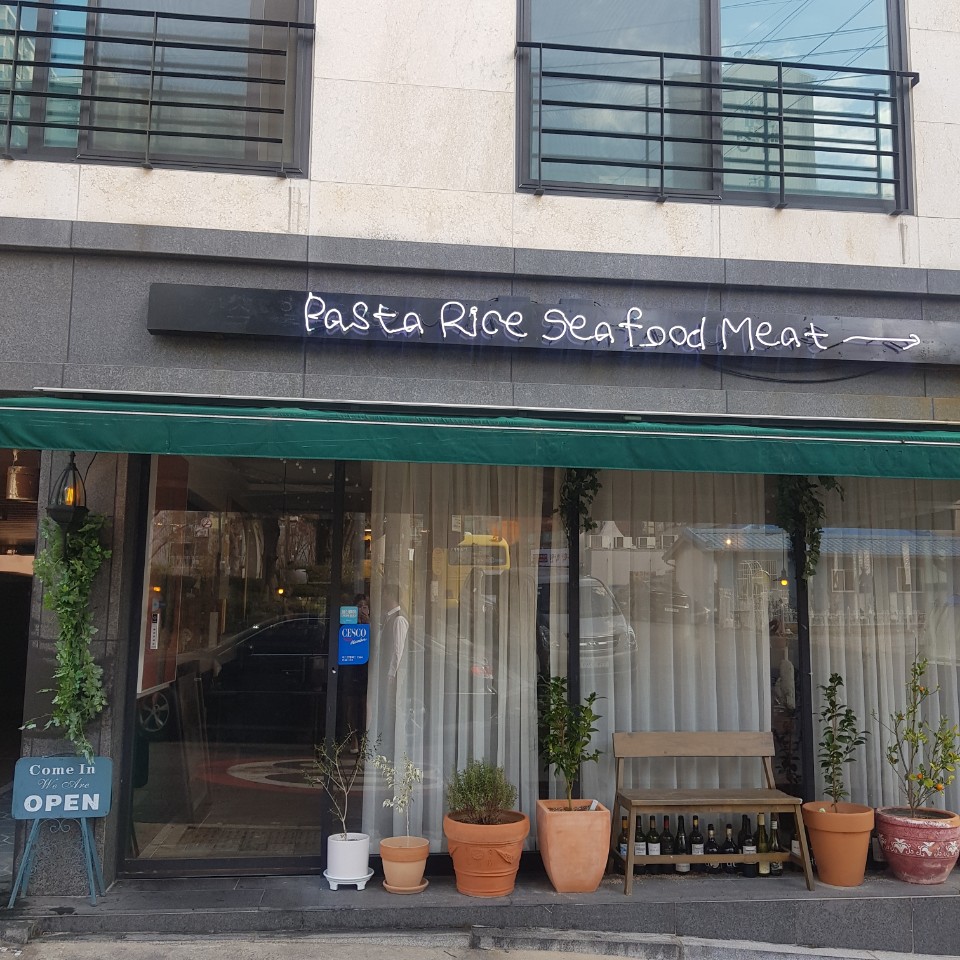 Pasta Rice Seafood Meat
CESCO
Come In
We Are
OPEN